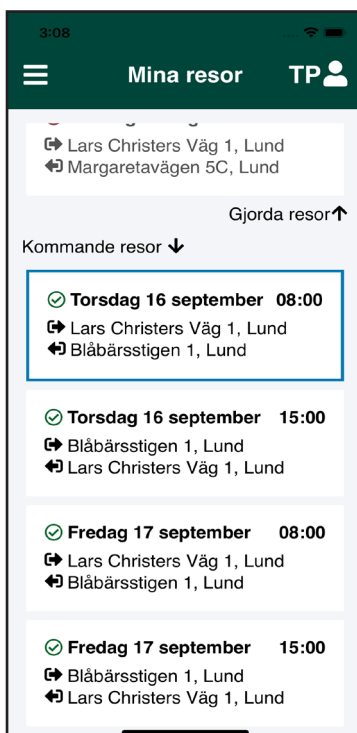 3:08
Mina resor
TP
Lars Christers Väg 1, Lund
Margaretavägen 5C, Lund
Gjorda resor
Kommande resor
Torsdag 16 september 08:00
Lars Christers Väg 1, Lund
Blåbärsstigen 1, Lund
Torsdag 16 september 15:00
Blåbärsstigen 1, Lund
Lars Christers Väg 1, Lund
Fredag 17 september 08:00
Lars Christers Väg 1, Lund
Blåbärsstigen 1, Lund
Fredag 17 september 15:00
Blåbärsstigen 1, Lund
Lars Christers Väg 1, Lund